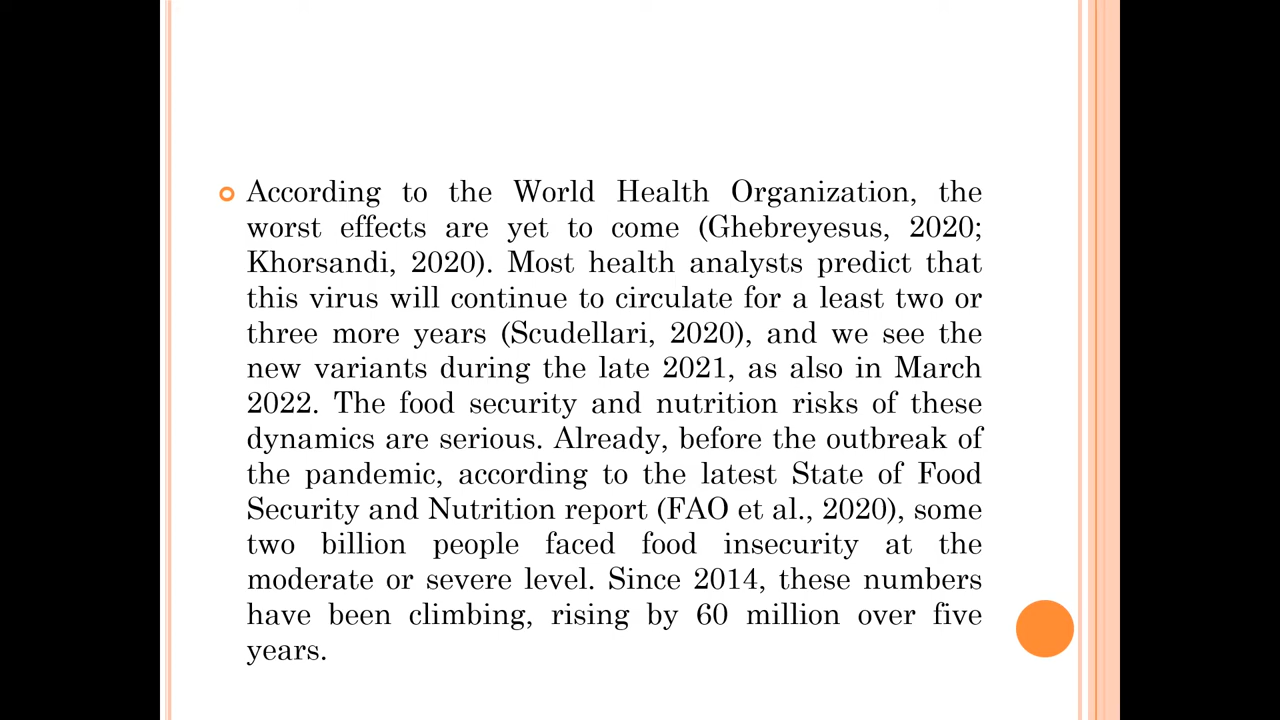 According to the World Health Organization, the
worst effects are yet to come (Ghebreyesus, 2020;
Khorsandi, 2020). Most health analysts predict that
this virus will continue to circulate for a least two or
three more years (Scudellari, 2020), and we see the
new variants during the late 2021, as also in March
2022. The food security and nutrition risks of these
dynamics are serious. Already, before the outbreak of
the pandemic, according to the latest State of Food
Security and Nutrition report (FAO et al., 2020), some
two billion people faced food insecurity at the
moderate or severe level. Since 2014, these numbers
have been climbing, rising by 60 million over five
years.